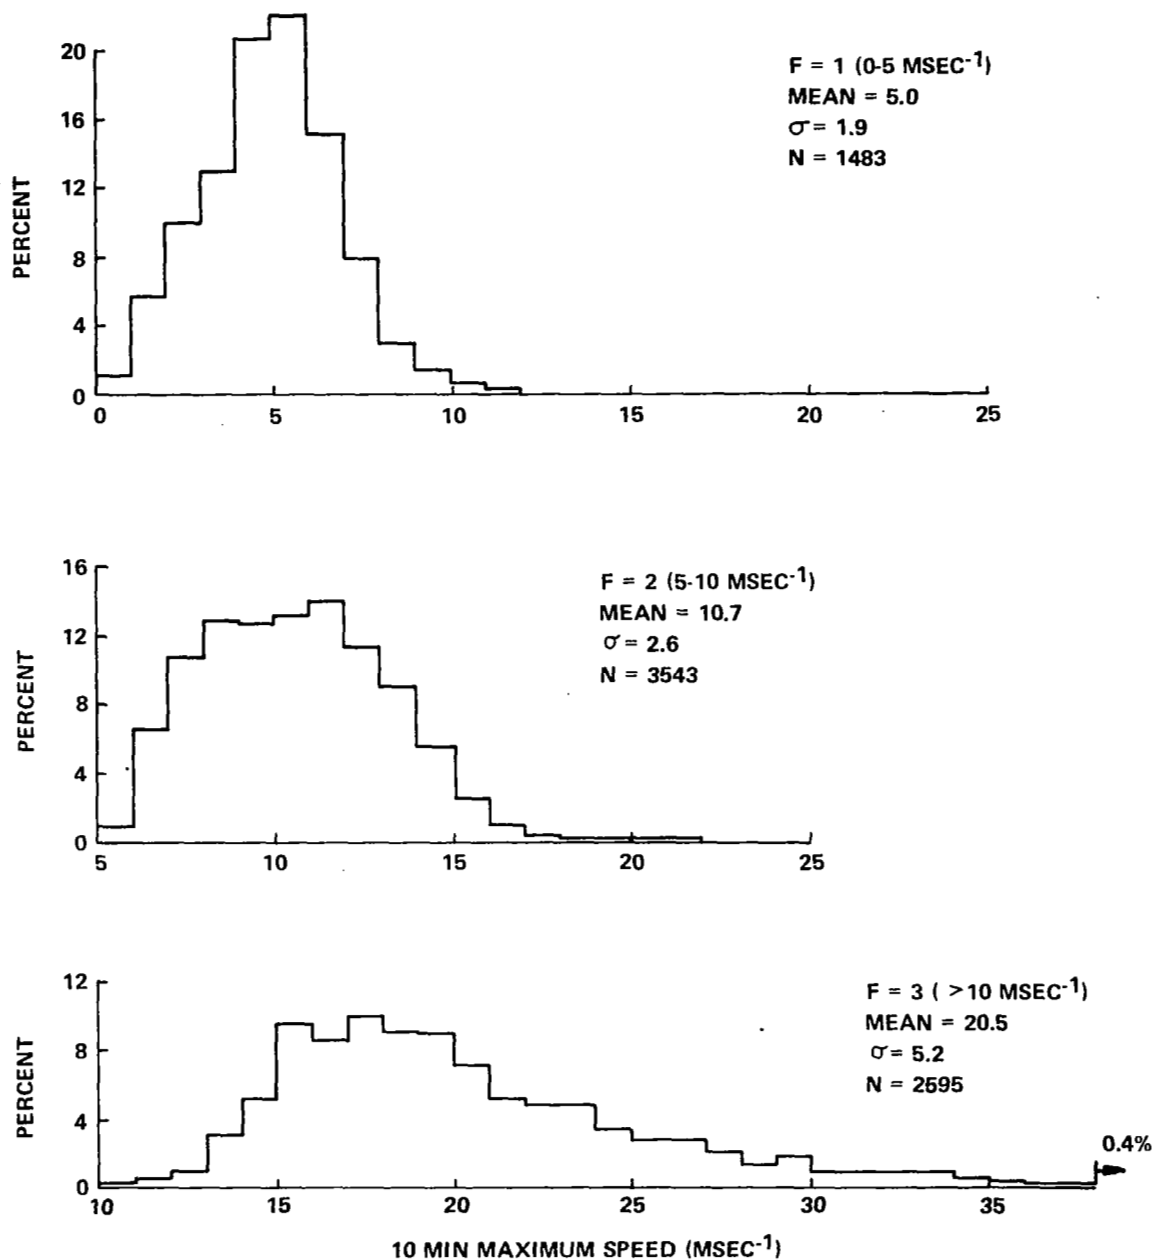 20
16
12
8
4
0
PERCENT
F = 1 (0-5 MSEC-1)
MEAN = 5.0
σ = 1.9
N = 1483
0 5 10 15 20 25
16
12
8
4
0
PERCENT
F = 2 (5-10 MSEC-1)
MEAN = 10.7
σ = 2.6
N = 3543
5 10 15 20 25
12
8
4
0
PERCENT
F = 3 ( >10 MSEC-1)
MEAN = 20.5
σ = 5.2
N = 2595
0.4%
10 15 20 25 30 35
10 MIN MAXIMUM SPEED (MSEC-1)